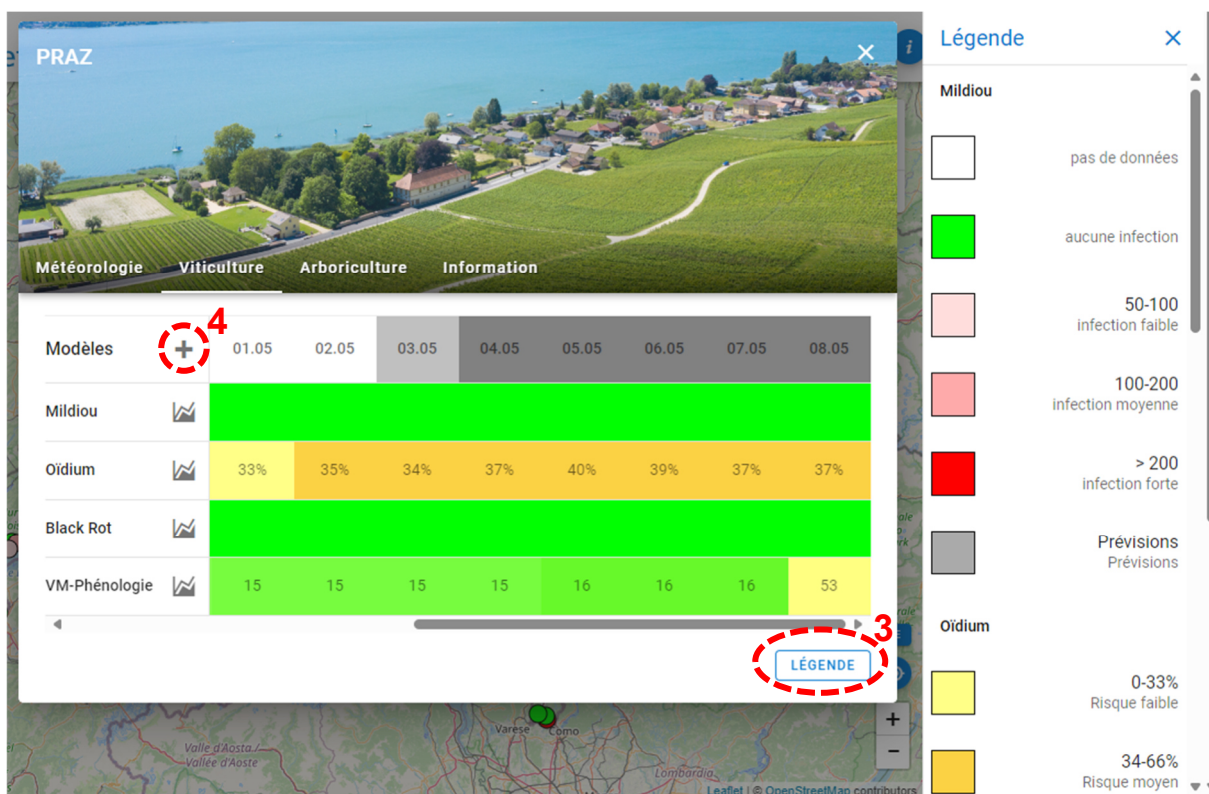 PRAZ
Météorologie Viticulture Arboriculture Information
4
Modèles 01.05 02.05 03.05 04.05 05.05 06.05 07.05 08.05
Mildiou
Oïdium 33% 35% 34% 37% 40% 39% 37% 37%
Black Rot
VM-Phénologie 15 15 15 15 16 16 16 53
3
LÉGENDE
+
−
Varese Como
Valle d'Aosta /
Vallée d'Aoste
Lombardia
Leaflet | © OpenStreetMap contributors
i
Légende
Mildiou
pas de données
aucune infection
50-100
infection faible
100-200
infection moyenne
> 200
infection forte
Prévisions
Prévisions
Oïdium
0-33%
Risque faible
34-66%
Risque moyen